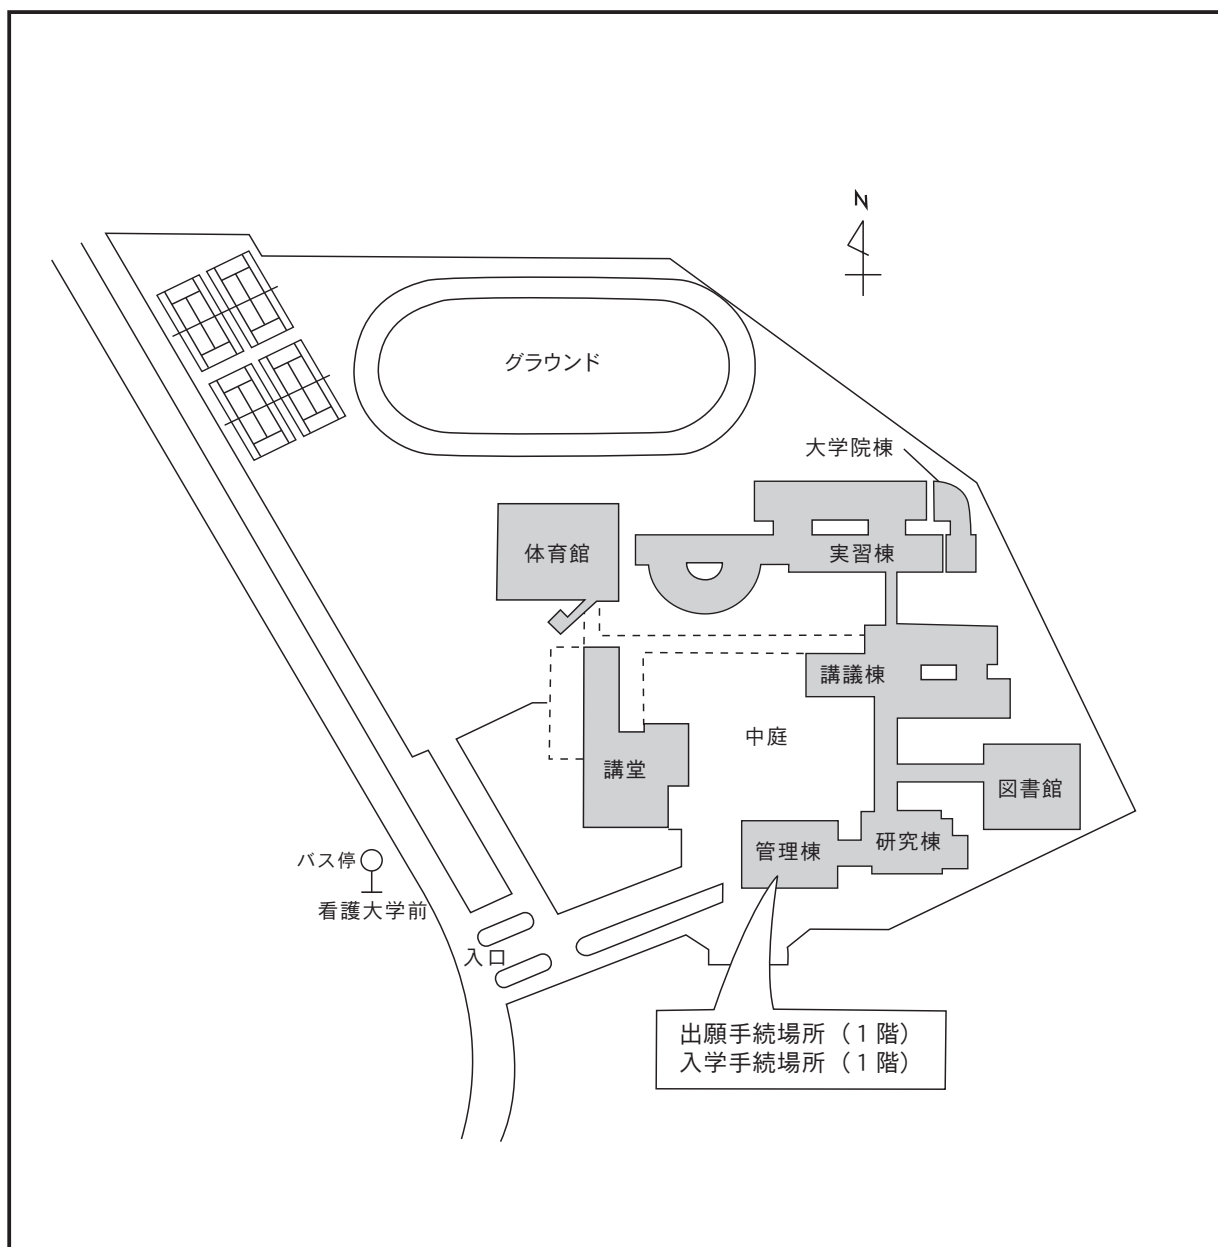 N
グラウンド
大学院棟
体育館
実習棟
講議棟
中庭
講堂
図書館
管理棟
研究棟
バス停
看護大学前
入口
出願手続場所（1階）
入学手続場所（1階）